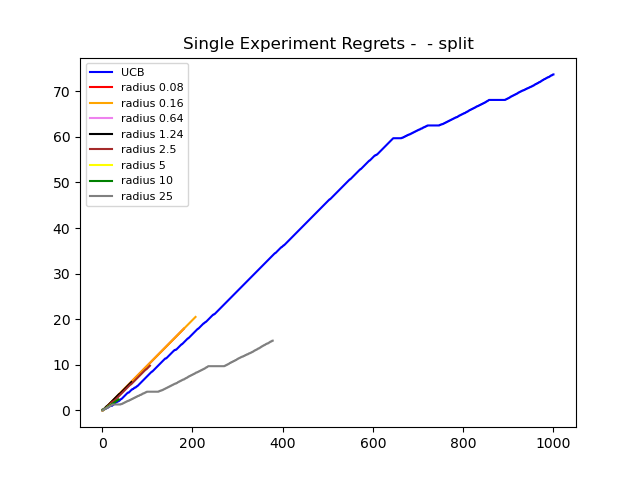 Single Experiment Regrets -  - split
UCB
radius 0.08
radius 0.16
radius 0.64
radius 1.24
radius 2.5
radius 5
radius 10
radius 25
70
60
50
40
30
20
10
0
0 200 400 600 800 1000